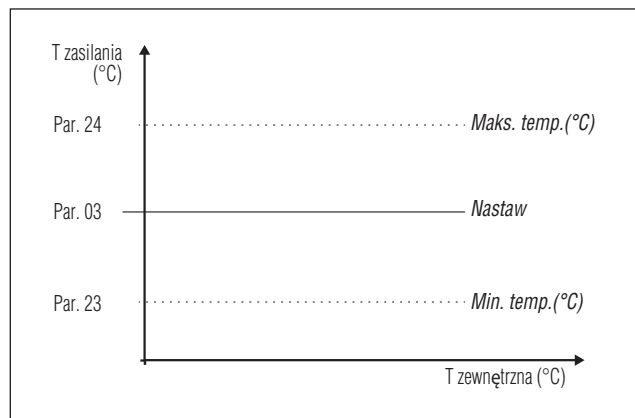 T zasilania
(°C)
Par. 24
Maks. temp.(°C)
Par. 03
Nastaw
Par. 23
Min. temp.(°C)
T zewnętrzna (°C)